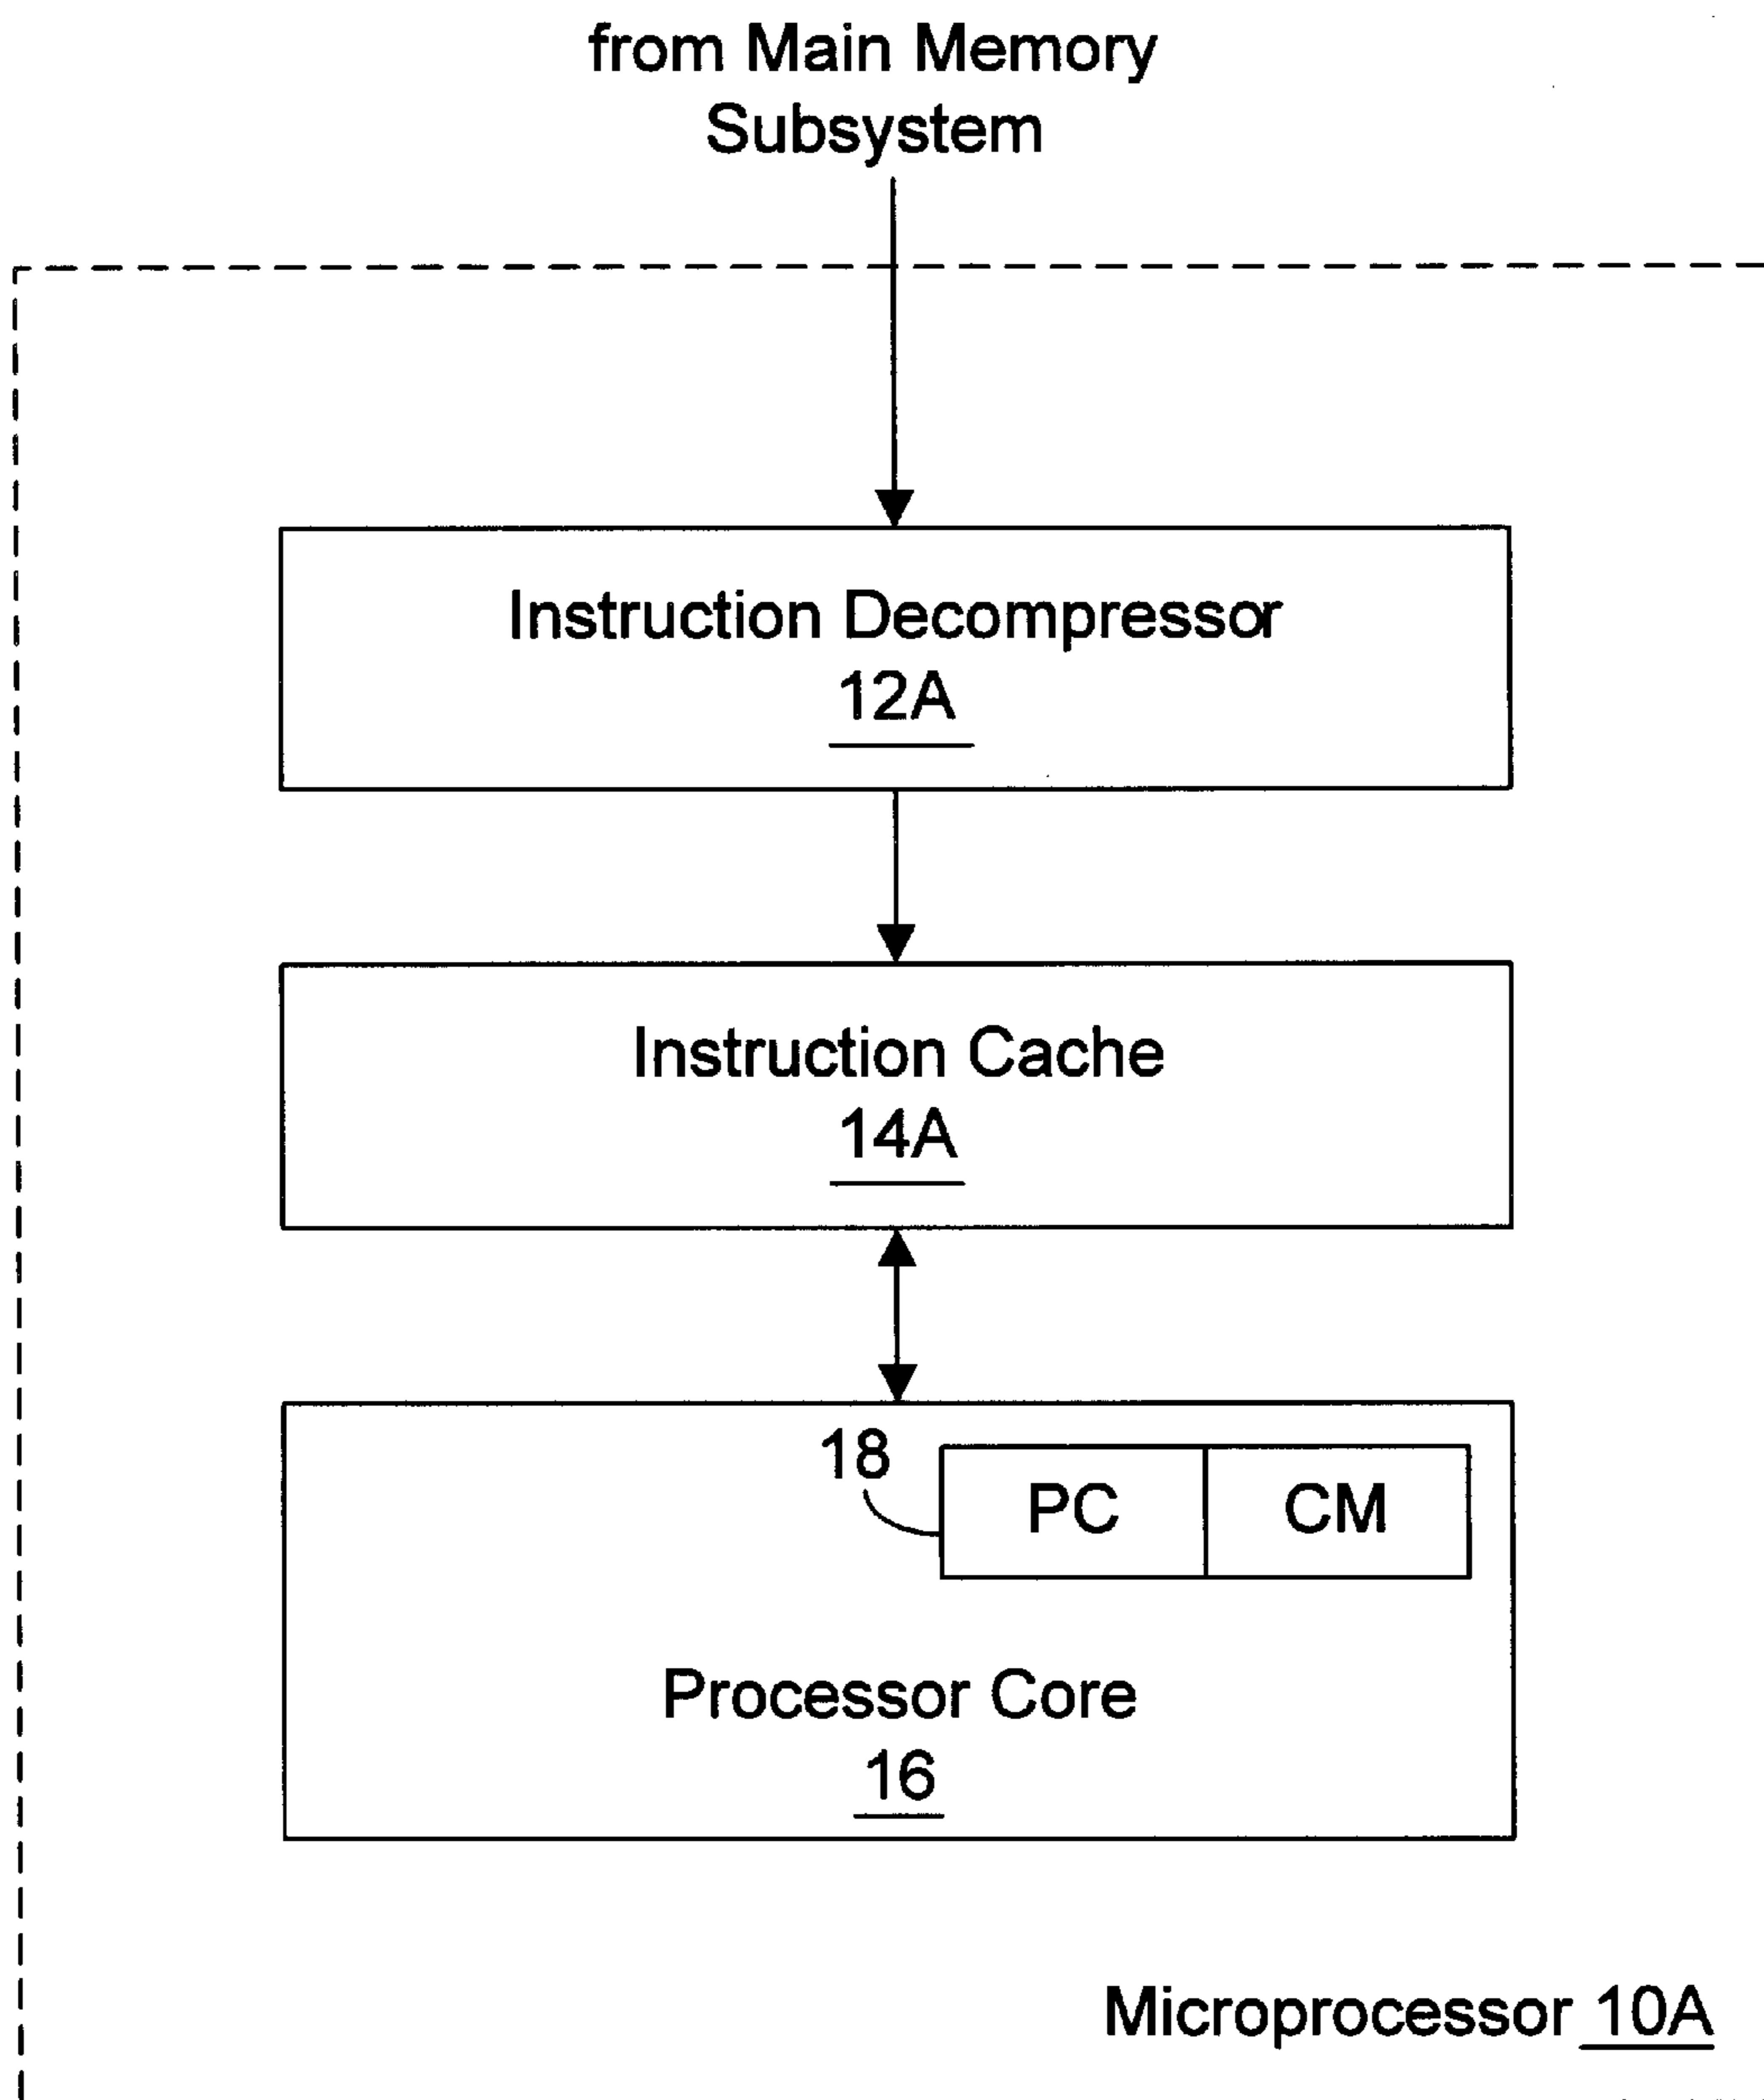 from Main Memory
Subsystem
Instruction Decompressor
12A
Instruction Cache
14A
18
PC
CM
Processor Core
16
Microprocessor 10A